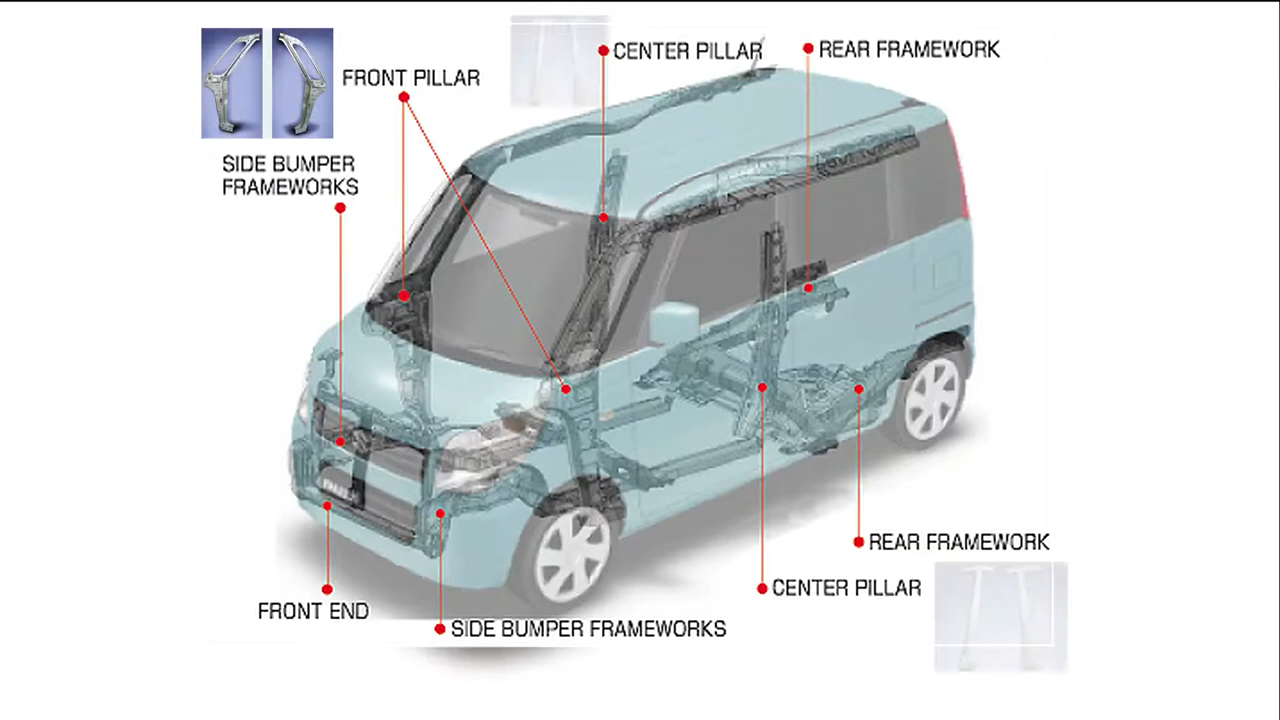 CENTER PILLAR
REAR FRAMEWORK
FRONT PILLAR
SIDE BUMPER
FRAMEWORKS
REAR FRAMEWORK
CENTER PILLAR
FRONT END
SIDE BUMPER FRAMEWORKS